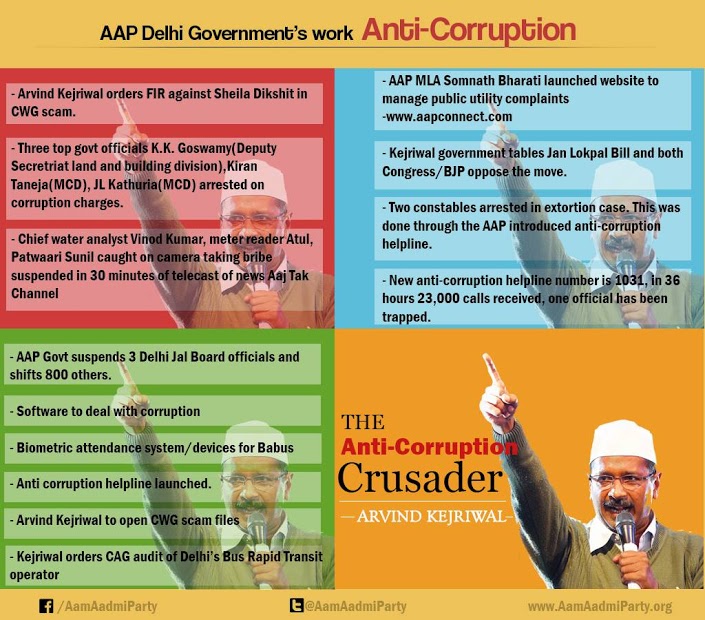 AAP Delhi Government's work Anti-Corruption
- Arvind Kejriwal orders FIR against Sheila Dikshit in
CWG scam.
- Three top govt officials K.K. Goswamy(Deputy
Secretriat land and building division),Kiran
Taneja(MCD), JL Kathuria(MCD) arrested on
corruption charges.
- Chief water analyst Vinod Kumar, meter reader Atul,
Patwaari Sunil caught on camera taking bribe
suspended in 30 minutes of telecast of news Aaj Tak
Channel
- AAP MLA Somnath Bharati launched website to
manage public utility complaints
-www.aapconnect.com
- Kejriwal government tables Jan Lokpal Bill and both
Congress/BJP oppose the move.
- Two constables arrested in extortion case. This was
done through the AAP introduced anti-corruption
helpline.
- New anti-corruption helpline number is 1031, in 36
hours 23,000 calls received, one official has been
trapped.
- AAP Govt suspends 3 Delhi Jal Board officials and
shifts 800 others.
- Software to deal with corruption
- Biometric attendance system/devices for Babus
- Anti corruption helpline launched.
- Arvind Kejriwal to open CWG scam files
- Kejriwal orders CAG audit of Delhi's Bus Rapid Transit
operator
THE
Anti-Corruption
Crusader
— ARVIND KEJRIWAL–
/AamAadmiParty
@AamAadmiParty
www.AamAadmiParty.org